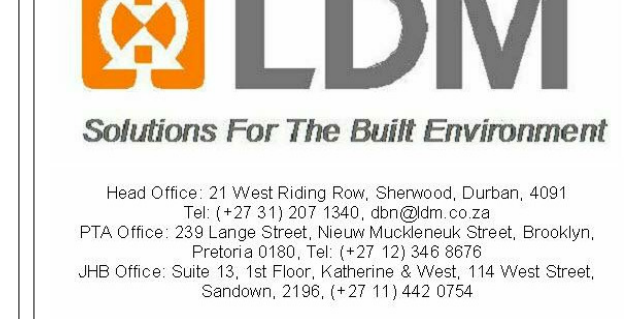 LDM
Solutions For The Built Environment
Head Office: 21 West Riding Row, Sherwood, Durban, 4091
Tel: (+27 31) 207 1340, dbn@ldm.co.za
PTA Office: 239 Lange Street, Nieuw Muckleneuk Street, Brooklyn,
Pretoria 0180, Tel: (+27 12) 346 8676
JHB Office: Suite 13, 1st Floor, Katherine & West, 114 West Street,
Sandown, 2196, (+27 11) 442 0754